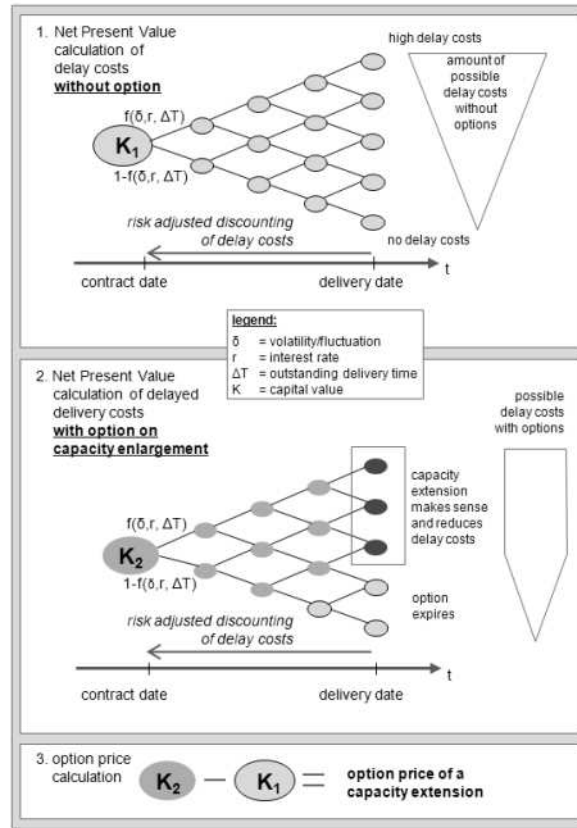 1. Net Present Value
calculation of
delay costs
without option
high delay costs
amount of
possible
delay costs
without
options
f(δ,r, ΔT)
K1
1-f(δ,r, ΔT)
risk adjusted discounting
of delay costs
no delay costs
t
contract date
delivery date
legend:
δ = volatility/fluctuation
r = interest rate
ΔT = outstanding delivery time
K = capital value
2. Net Present Value
calculation of delayed
delivery costs
with option on
capacity enlargement
possible
delay costs
with options
capacity
extension
makes sense
and reduces
delay costs
f(δ,r, ΔT)
K2
1-f(δ,r, ΔT)
option
expires
risk adjusted discounting
of delay costs
t
contract date
delivery date
3. option price
calculation
K2 — K1 = option price of a
capacity extension